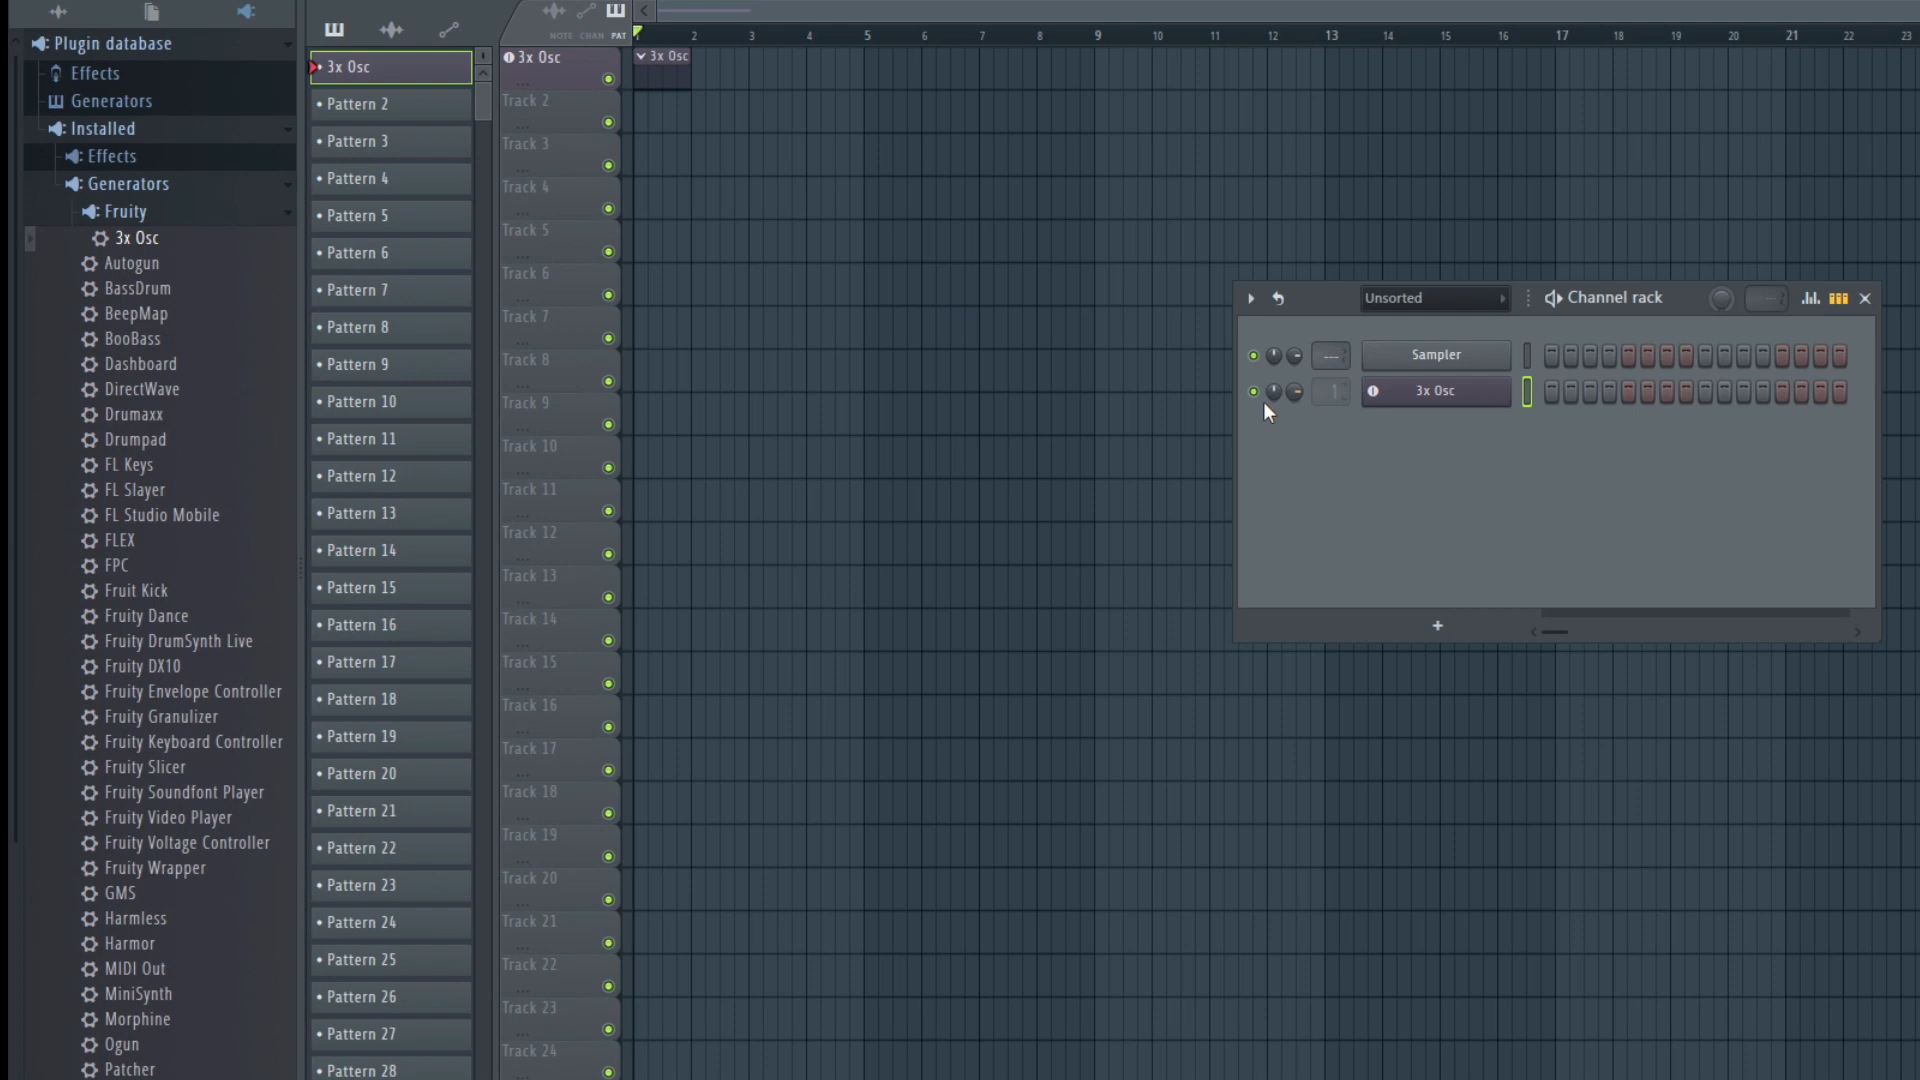 Plugin database
Effects
Generators
Installed
Effects
Generators
Fruity
3x Osc
Autogun
BassDrum
BeepMap
BooBass
Dashboard
DirectWave
Drumaxx
Drumpad
FL Keys
FL Slayer
FL Studio Mobile
FLEX
FPC
Fruit Kick
Fruity Dance
Fruity DrumSynth Live
Fruity DX10
Fruity Envelope Controller
Fruity Granulizer
Fruity Keyboard Controller
Fruity Slicer
Fruity Soundfont Player
Fruity Video Player
Fruity Voltage Controller
Fruity Wrapper
GMS
Harmless
Harmor
MIDI Out
MiniSynth
Morphine
Ogun
Patcher
3x Osc
Pattern 2
Pattern 3
Pattern 4
Pattern 5
Pattern 6
Pattern 7
Pattern 8
Pattern 9
Pattern 10
Pattern 11
Pattern 12
Pattern 13
Pattern 14
Pattern 15
Pattern 16
Pattern 17
Pattern 18
Pattern 19
Pattern 20
Pattern 21
Pattern 22
Pattern 23
Pattern 24
Pattern 25
Pattern 26
Pattern 27
Pattern 28
NOTE CHAN PAT
2 3 4 5 6 7 8 9 10 11 12 13 14 15 16 17 18 19 20 21 22 23
3x Osc
3x Osc
Track 2
Track 3
Track 4
Track 5
Track 6
Track 7
Track 8
Track 9
Track 10
Track 11
Track 12
Track 13
Track 14
Track 15
Track 16
Track 17
Track 18
Track 19
Track 20
Track 21
Track 22
Track 23
Track 24
Unsorted
Channel rack
--- Sampler
1 3x Osc
+